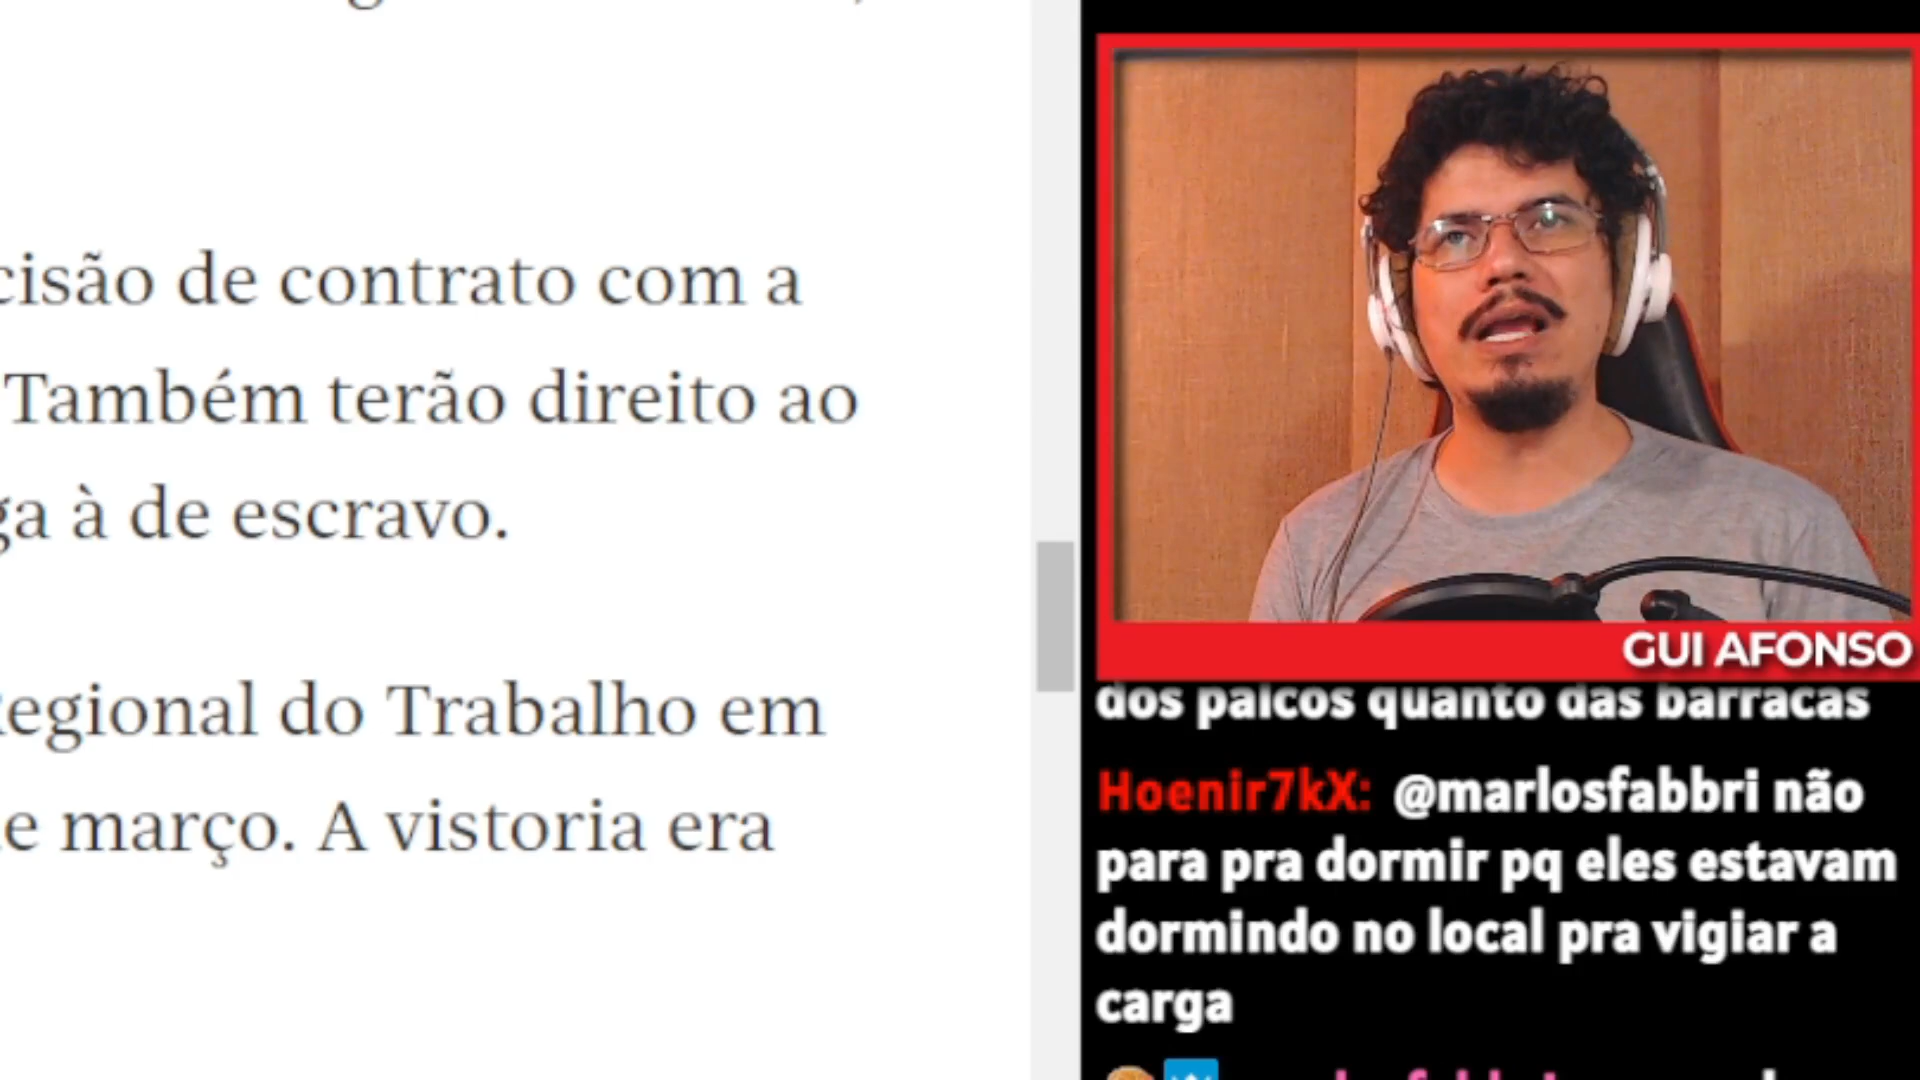 cisão de contrato com a
Também terão direito ao
ga à de escravo.
egional do Trabalho em
e março. A vistoria era
GUI AFONSO
dos palcos quanto das barracas
Hoenir7kX: @marlosfabbri não
para pra dormir pq eles estavam
dormindo no local pra vigiar a
carga